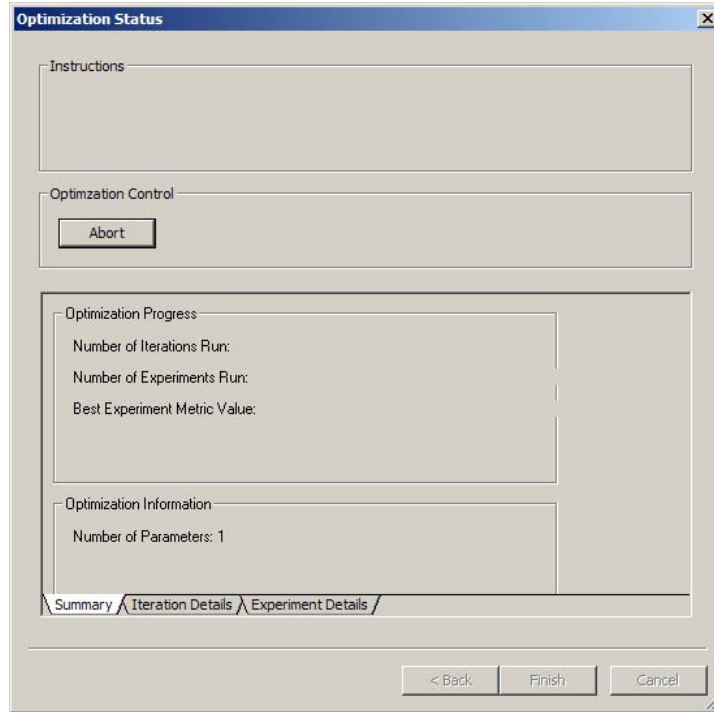 Optimization Status
Instructions
Optimzation Control
Abort
Optimization Progress
Number of Iterations Run:
Number of Experiments Run:
Best Experiment Metric Value:
Optimization Information
Number of Parameters: 1
Summary Iteration Details Experiment Details
< Back Finish Cancel